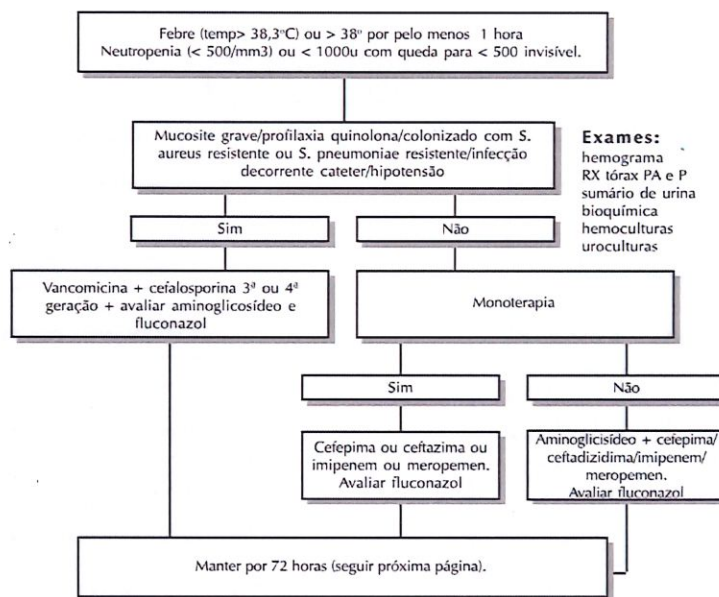 Febre (temp> 38,3ºC) ou > 38º por pelo menos 1 hora
Neutropenia (< 500/mm3) ou < 1000u com queda para < 500 invisível.
Mucosite grave/profilaxia quinolona/colonizado com S.
aureus resistente ou S. pneumoniae resistente/infecção
decorrente cateter/hipotensão
Exames:
hemograma
RX tórax PA e P
sumário de urina
bioquímica
hemoculturas
uroculturas
Sim
Não
Vancomicina + cefalosporina 3ª ou 4ª
geração + avaliar aminoglicosídeo e
fluconazol
Monoterapia
Sim
Não
Cefepima ou ceftazima ou
imipenem ou meropemen.
Avaliar fluconazol
Aminoglicisídeo + cefepima/
ceftadizidima/imipenem/
meropemen.
Avaliar fluconazol
Manter por 72 horas (seguir próxima página).